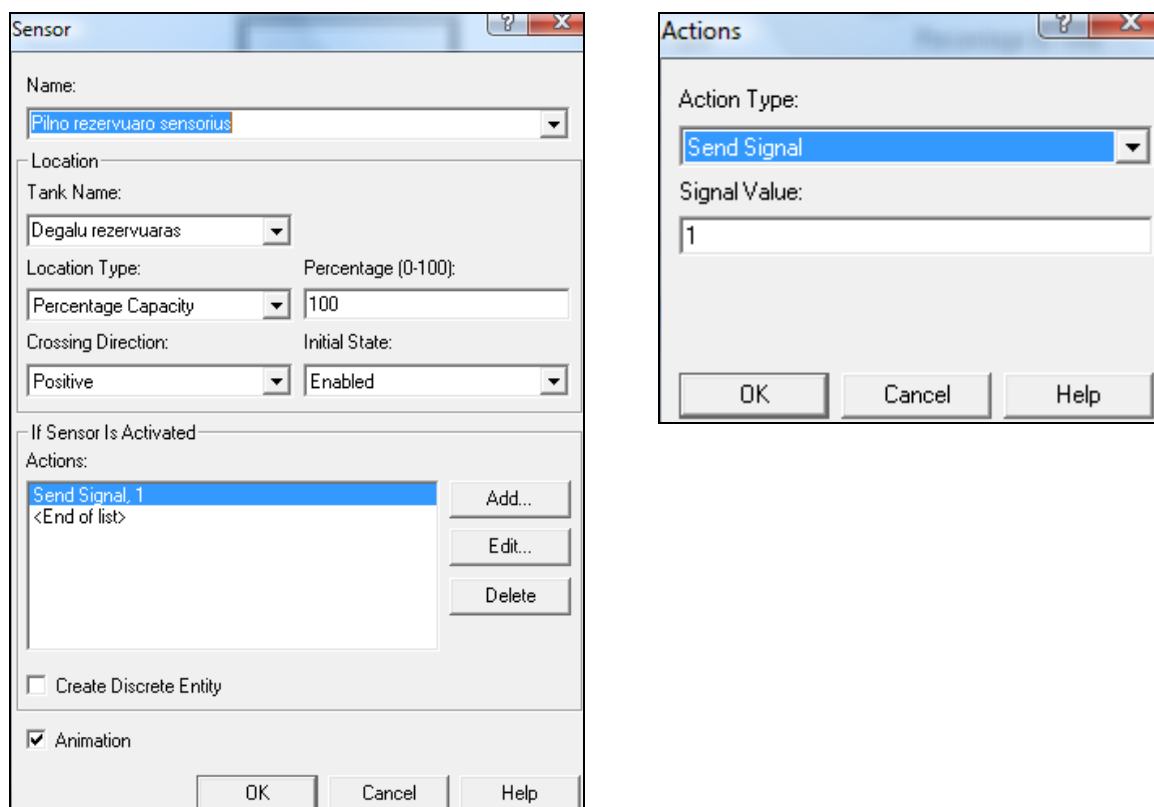 Sensor
Name:
Pilno rezervuaro sensorius
Location
Tank Name:
Degalu rezervuaras
Location Type: Percentage (0-100):
Percentage Capacity 100
Crossing Direction: Initial State:
Positive Enabled
If Sensor Is Activated
Actions:
Send Signal, 1
<End of list>
Add...
Edit...
Delete
Create Discrete Entity
Animation
OK Cancel Help
Actions
Action Type:
Send Signal
Signal Value:
1
OK Cancel Help